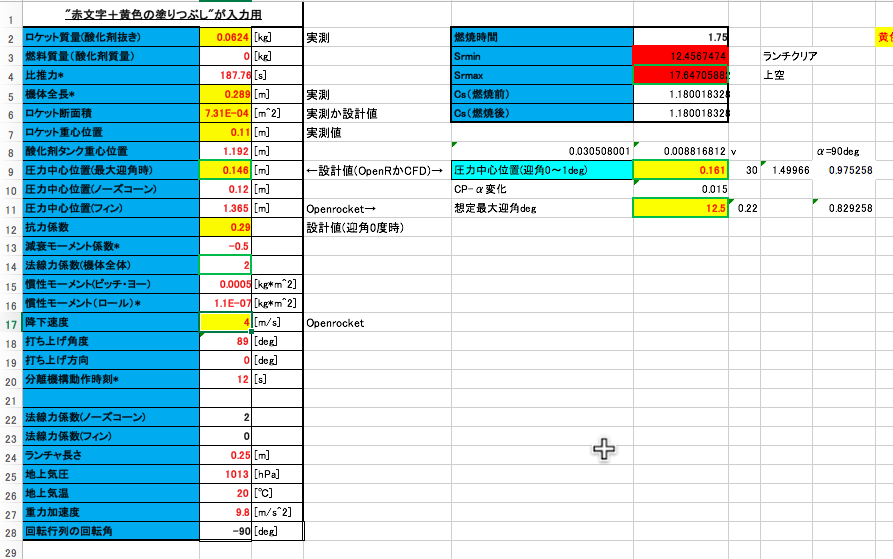 1 "赤文字＋黄色の塗りつぶし"が入力用
2 ロケット質量(酸化剤抜き) 0.0624 [kg] 実測 燃焼時間 1.75
3 燃料質量(酸化剤質量) 0 [kg] Srmin 12.4567474 ランチクリア
4 比推力* 187.76 [s] Srmax 17.6470588 上空
5 機体全長* 0.289 [m] 実測 Cs(燃焼前) 1.180018328
6 ロケット断面積 7.31E-04 [m^2] 実測か設計値 Cs(燃焼後) 1.180018328
7 ロケット重心位置 0.11 [m] 実測値
8 酸化剤タンク重心位置 1.192 [m] 0.030508001 0.008816812 v α=90deg
9 圧力中心位置(最大迎角時) 0.146 [m] ←設計値(OpenRかCFD)→ 圧力中心位置(迎角0～1deg) 0.161 30 1.49966 0.975258
10 圧力中心位置(ノーズコーン) 0.12 [m] CP-α変化 0.015
11 圧力中心位置(フィン) 1.365 [m] Openrocket→ 想定最大迎角deg 12.5 0.22 0.829258
12 抗力係数 0.29 設計値(迎角0度時)
13 減衰モーメント係数* -0.5
14 法線力係数(機体全体) 2
15 慣性モーメント(ピッチ・ヨー) 0.0005 [kg*m^2]
16 慣性モーメント(ロール)* 1.1E-07 [kg*m^2]
17 降下速度 4 [m/s] Openrocket
18 打ち上げ角度 89 [deg]
19 打ち上げ方向 0 [deg]
20 分離機構動作時刻* 12 [s]
21
22 法線力係数(ノーズコーン) 2
23 法線力係数(フィン) 0
24 ランチャ長さ 0.25 [m]
25 地上気圧 1013 [hPa]
26 地上気温 20 [℃]
27 重力加速度 9.8 [m/s^2]
28 回転行列の回転角 -90 [deg]
29